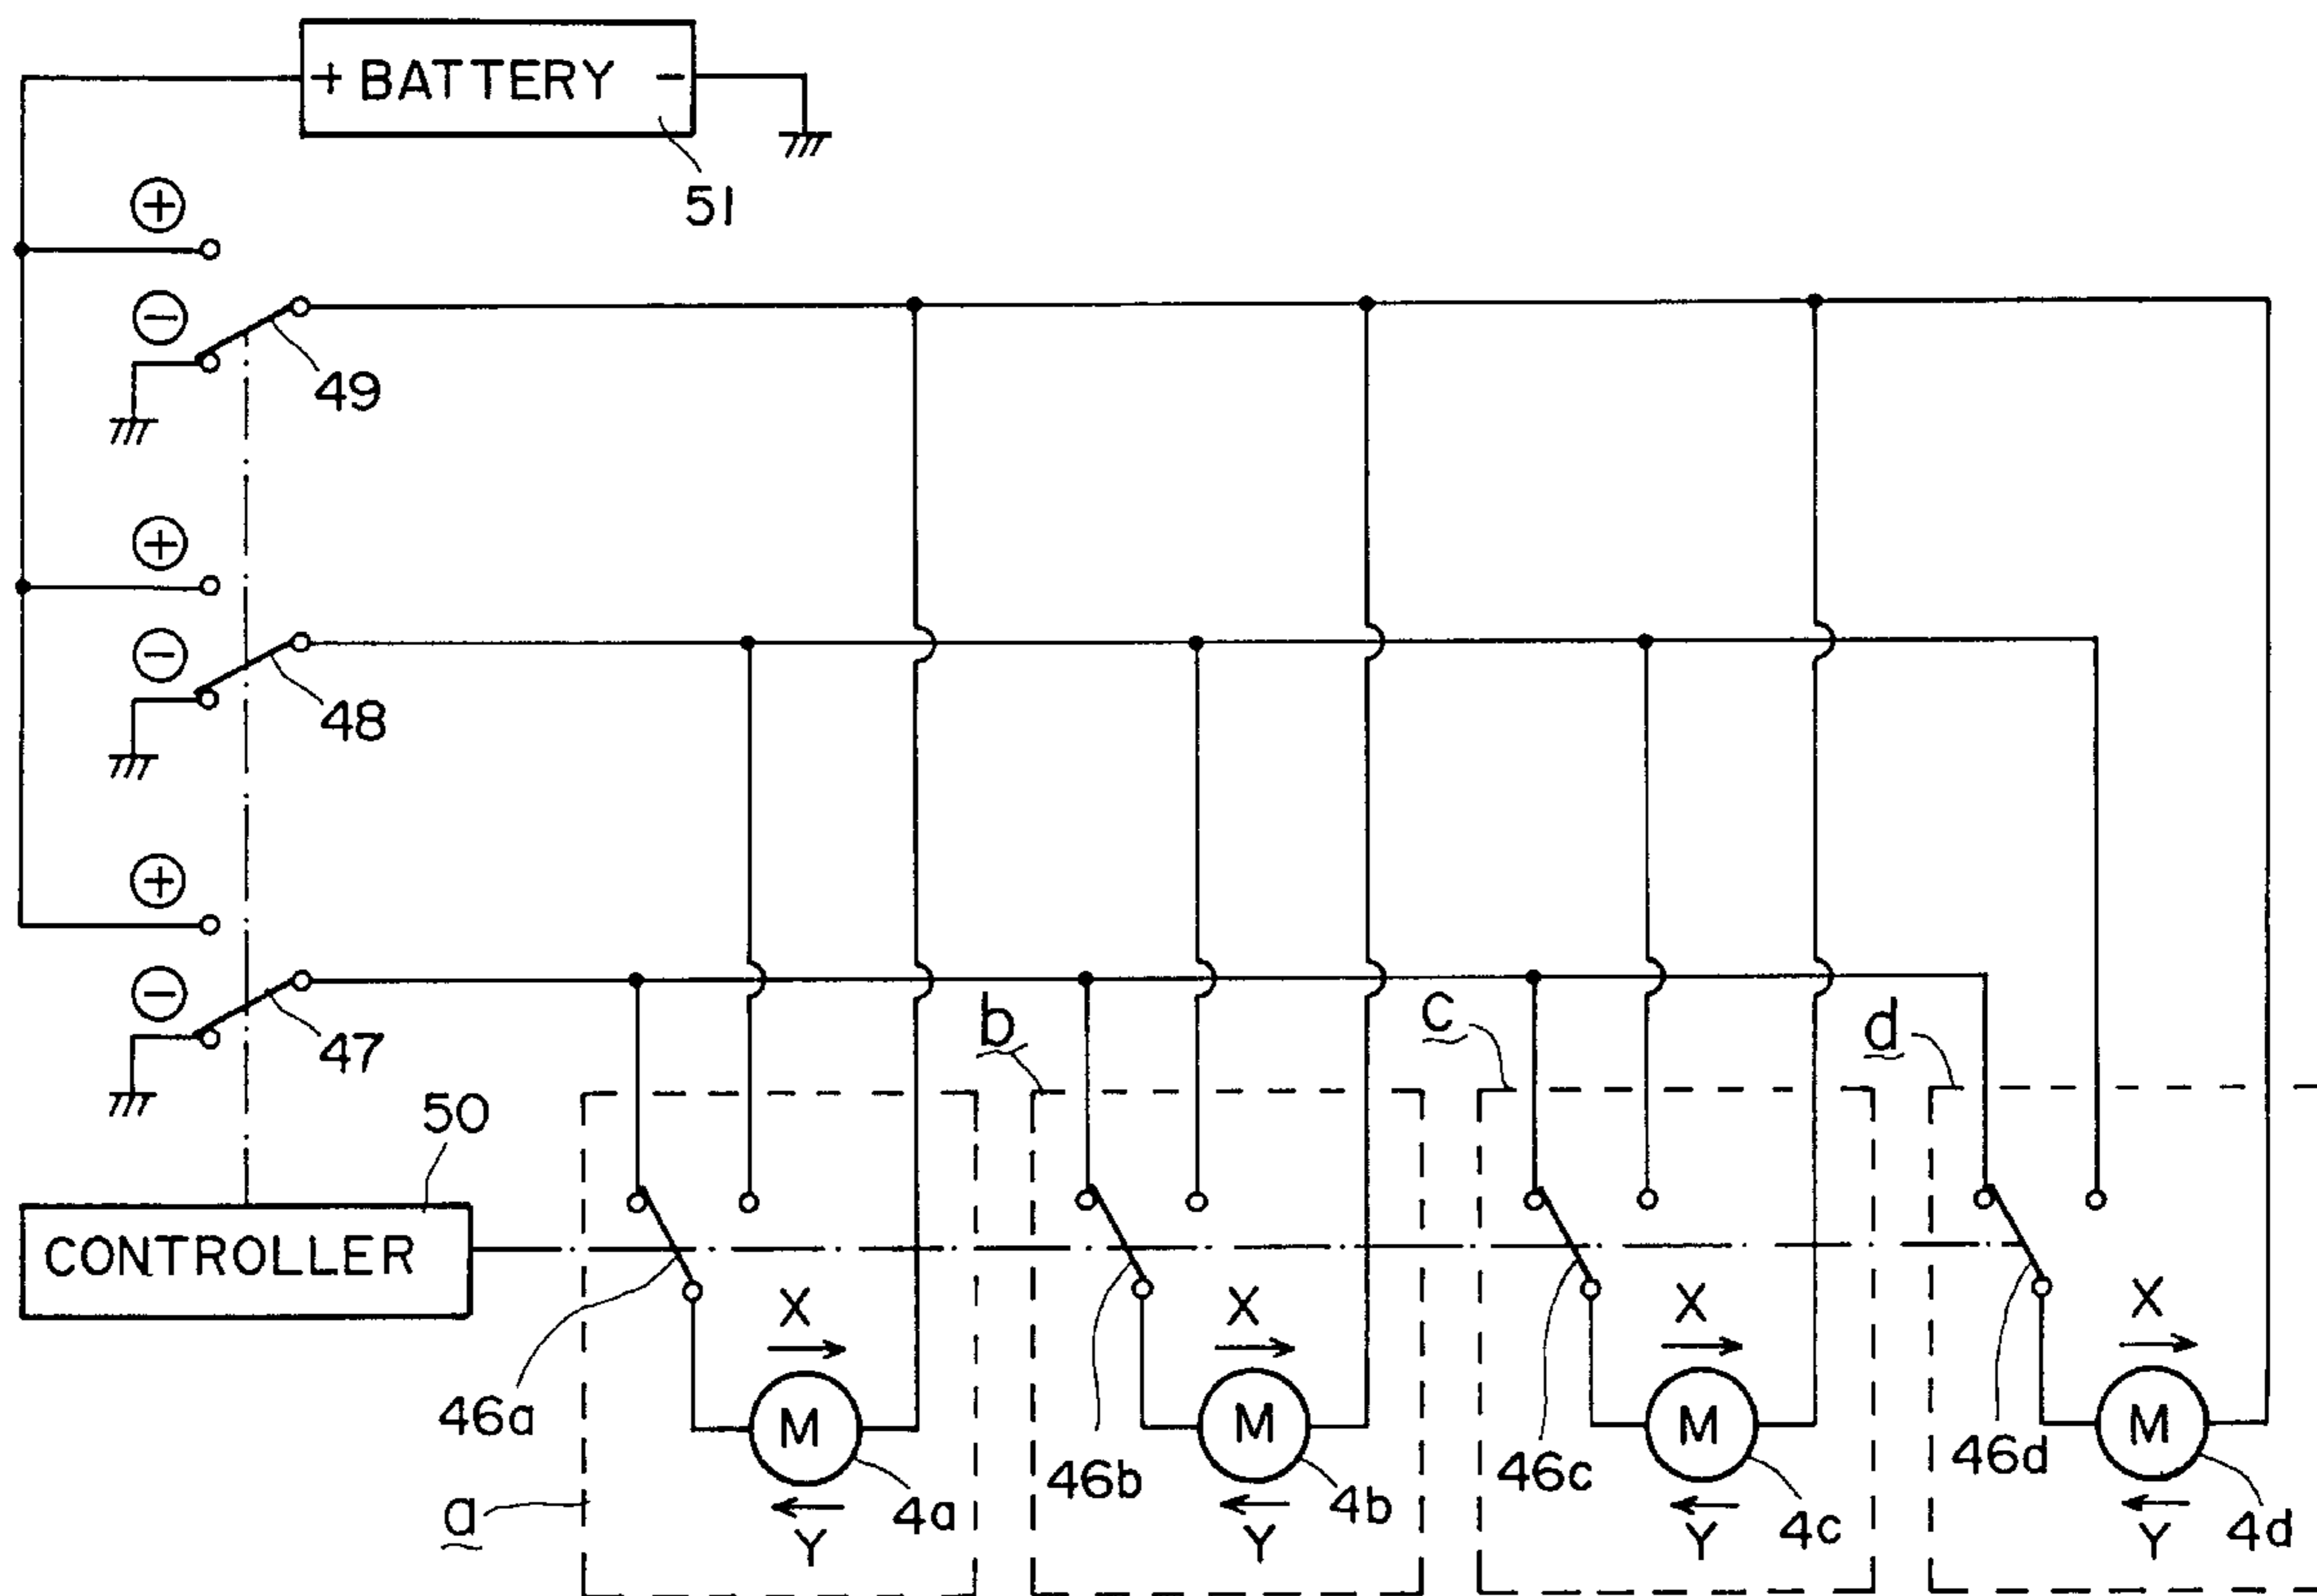 + BATTERY -
51
+
-
49
+
-
48
+
-
47
b
c
d
50
CONTROLLER
X
X
X
X
46a
M
M
M
M
46b
46c
46d
a
4a
4b
4c
4d
Y
Y
Y
Y